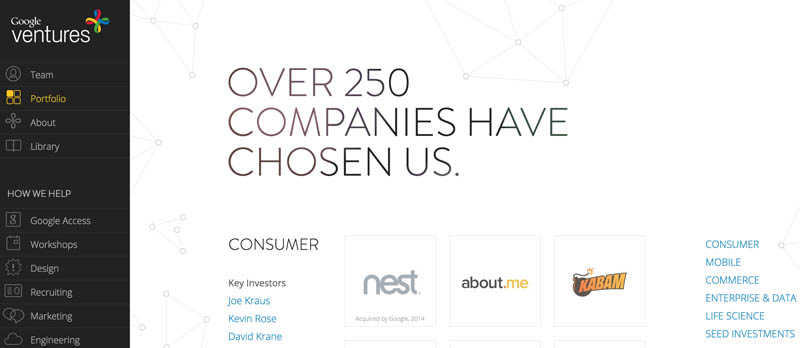 Google
ventures
Team
Portfolio
About
Library
HOW WE HELP
Google Access
Workshops
Design
Recruiting
Marketing
Engineering
OVER 250
COMPANIES HAVE
CHOSEN US.
CONSUMER
Key Investors
Joe Kraus
Kevin Rose
David Krane
nest
Acquired by Google, 2014
about.me
KABAM
CONSUMER
MOBILE
COMMERCE
ENTERPRISE & DATA
LIFE SCIENCE
SEED INVESTMENTS